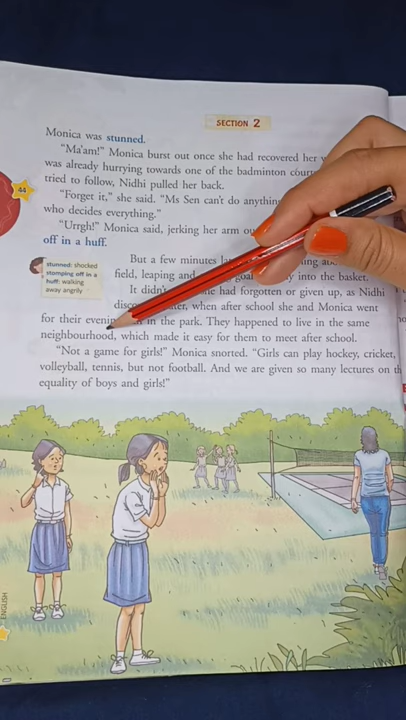 SECTION 2
Monica was stunned.
"Ma'am!" Monica burst out once she had recovered her
was already hurrying towards one of the badminton
tried to follow, Nidhi pulled her back.
"Forget it," she said. "Ms Sen can't do
who decides everything."
"Urrgh!" Monica said, jerking her arm
off in a huff.
44
stunned: shocked
stomping off in a
huff: walking
away angrily
But a few minutes
field, leaping and goal into the basket.
It didn't she had forgotten or given up, as Nidhi
when after school she and Monica went
for their in the park. They happened to live in the same
neighbourhood, which made it easy for them to meet after school.
"Not a game for girls!" Monica snorted. "Girls can play hockey, cricket,
volleyball, tennis, but not football. And we are given so many lectures on
equality of boys and girls!"
ENGLISH